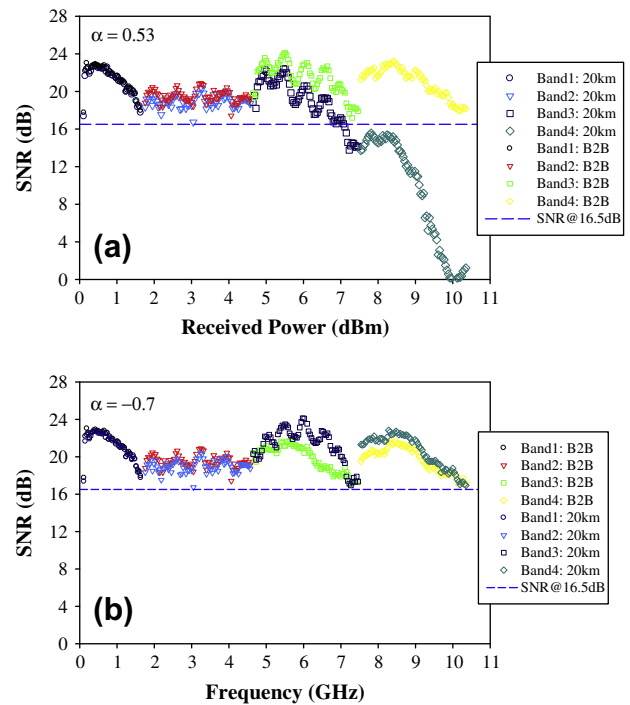 α = 0.53
28
24
20
16
12
8
4
0
SNR (dB)
(a)
0 1 2 3 4 5 6 7 8 9 10 11
Received Power (dBm)
Band1: 20km
Band2: 20km
Band3: 20km
Band4: 20km
Band1: B2B
Band2: B2B
Band3: B2B
Band4: B2B
SNR@16.5dB
α = −0.7
28
24
20
16
12
8
4
0
SNR (dB)
(b)
0 1 2 3 4 5 6 7 8 9 10 11
Frequency (GHz)
Band1: B2B
Band2: B2B
Band3: B2B
Band4: B2B
Band1: 20km
Band2: 20km
Band3: 20km
Band4: 20km
SNR@16.5dB